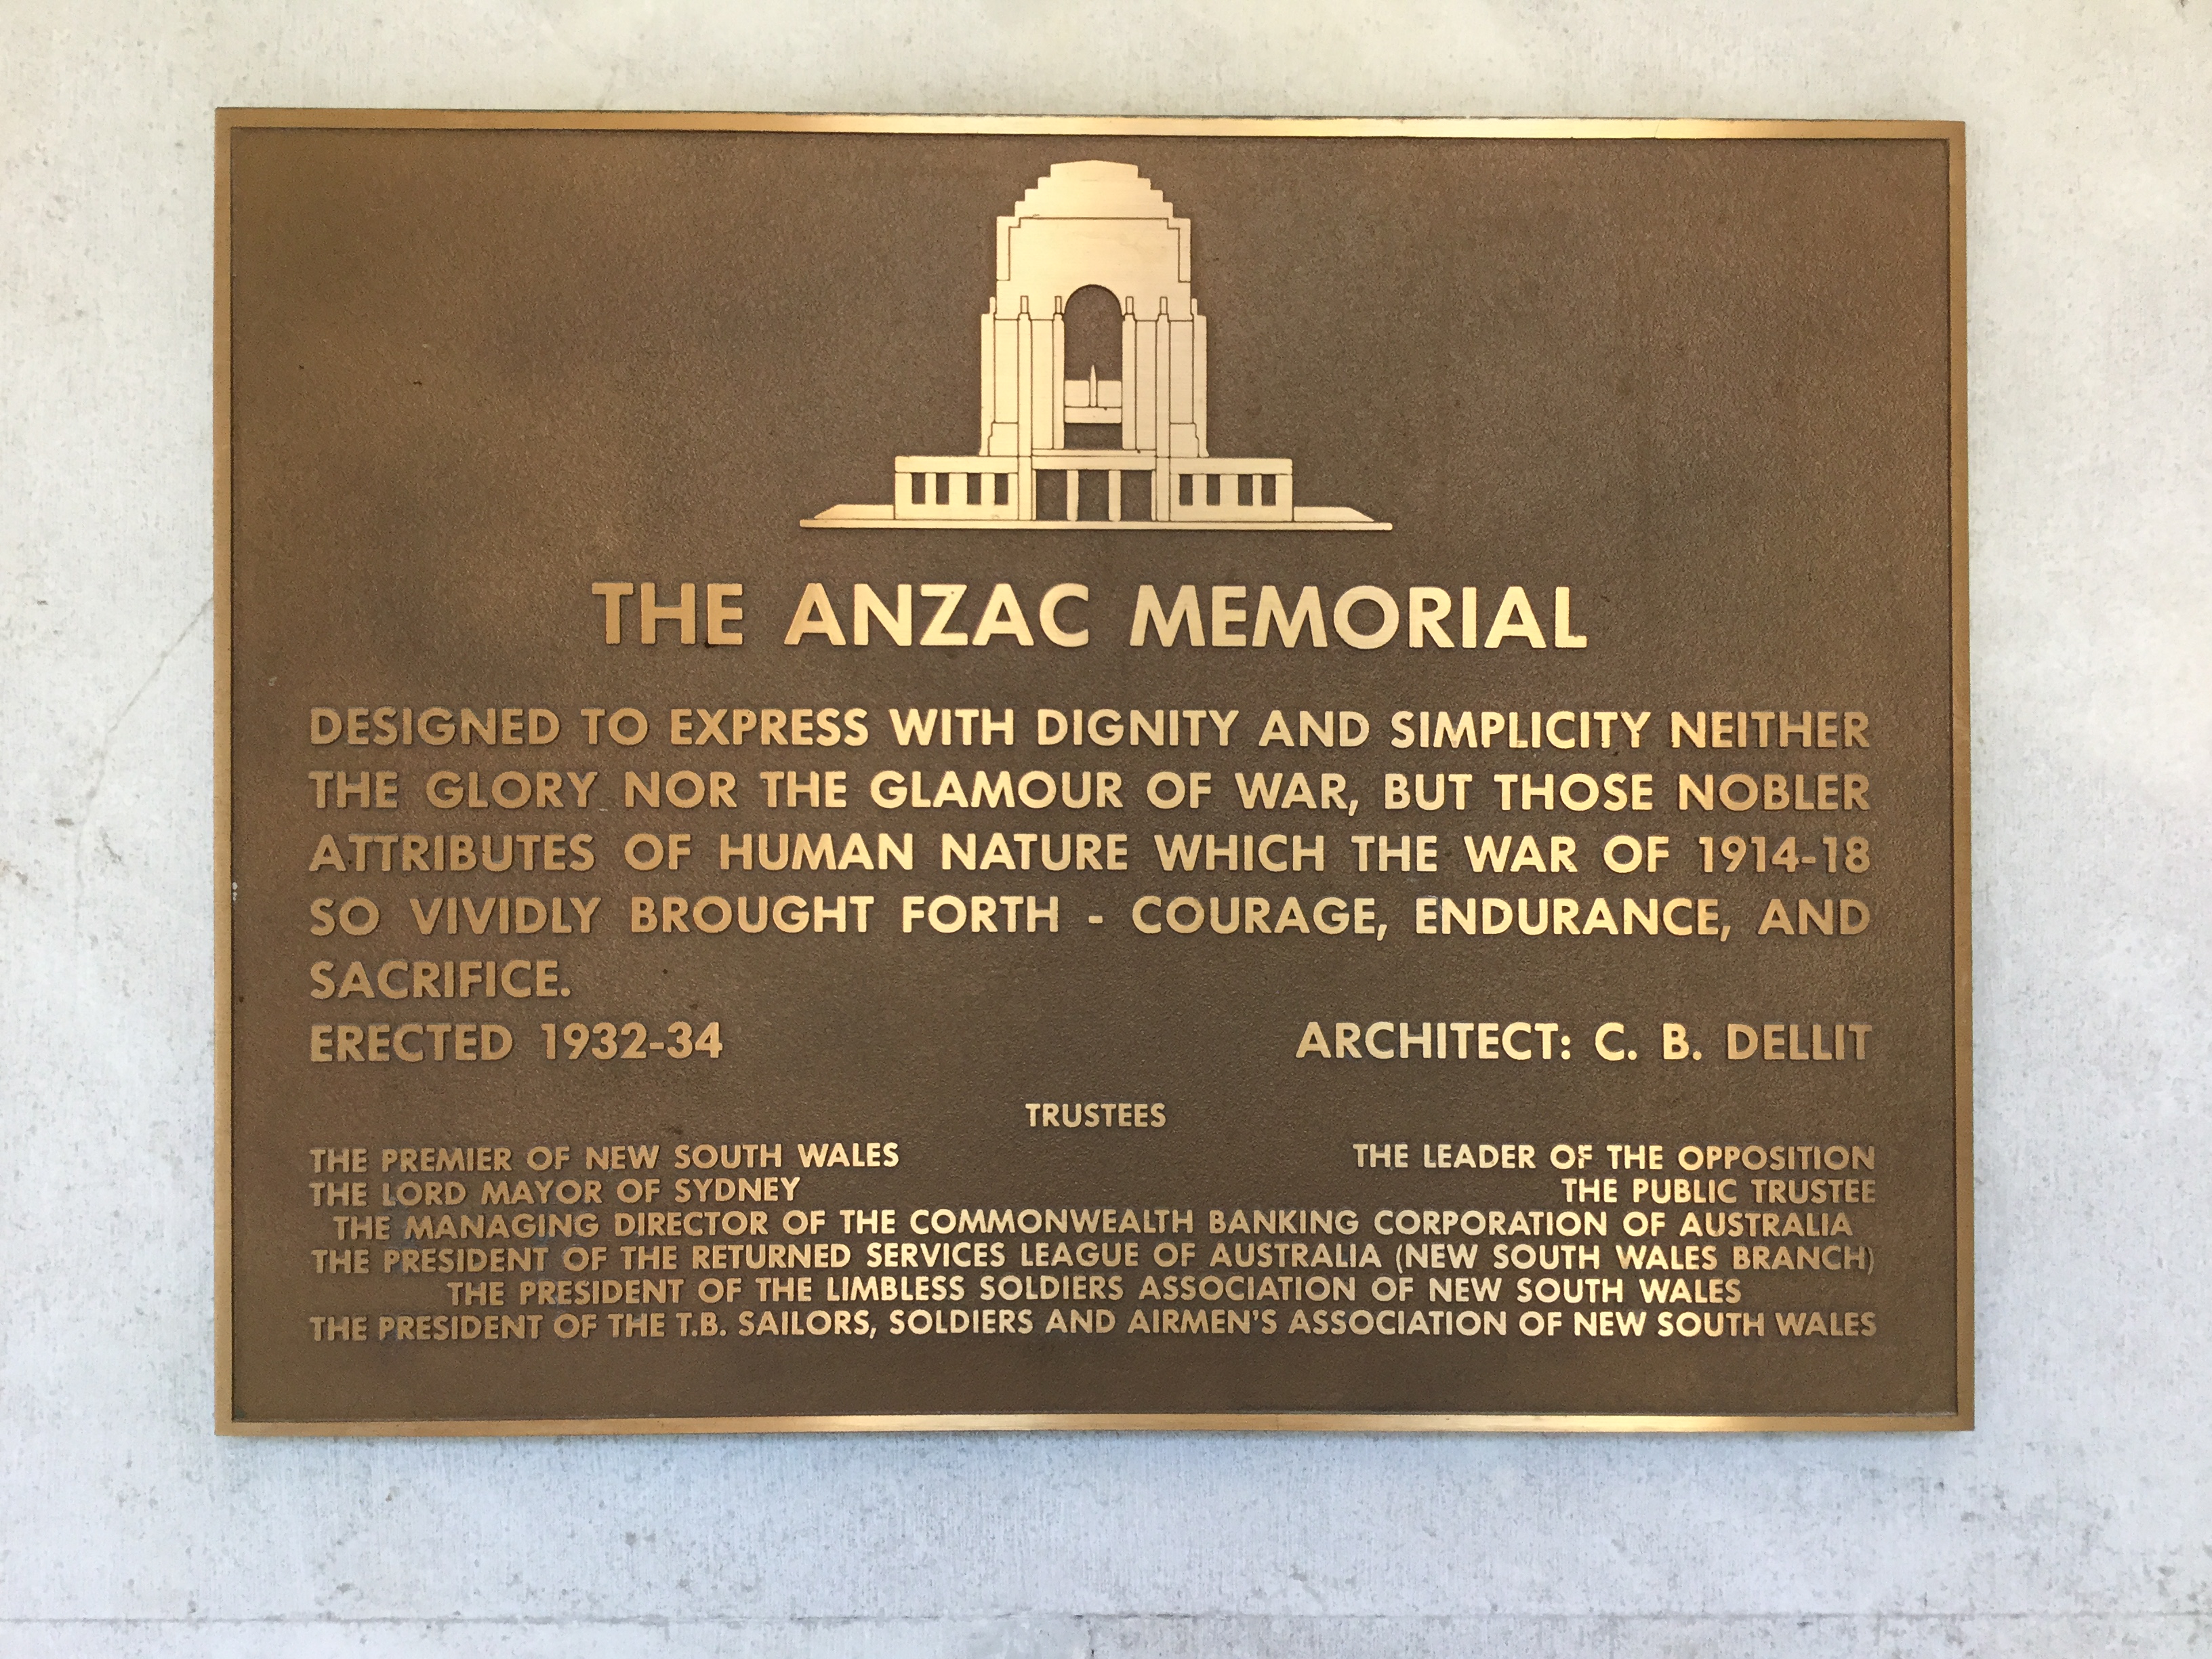 THE ANZAC MEMORIAL
DESIGNED TO EXPRESS WITH DIGNITY AND SIMPLICITY NEITHER
THE GLORY NOR THE GLAMOUR OF WAR, BUT THOSE NOBLER
ATTRIBUTES OF HUMAN NATURE WHICH THE WAR OF 1914-18
SO VIVIDLY BROUGHT FORTH - COURAGE, ENDURANCE, AND
SACRIFICE.
ERECTED 1932-34 ARCHITECT: C. B. DELLIT
TRUSTEES
THE PREMIER OF NEW SOUTH WALES THE LEADER OF THE OPPOSITION
THE LORD MAYOR OF SYDNEY THE PUBLIC TRUSTEE
THE MANAGING DIRECTOR OF THE COMMONWEALTH BANKING CORPORATION OF AUSTRALIA
THE PRESIDENT OF THE RETURNED SERVICES LEAGUE OF AUSTRALIA (NEW SOUTH WALES BRANCH)
THE PRESIDENT OF THE LIMBLESS SOLDIERS ASSOCIATION OF NEW SOUTH WALES
THE PRESIDENT OF THE T.B. SAILORS, SOLDIERS AND AIRMEN'S ASSOCIATION OF NEW SOUTH WALES